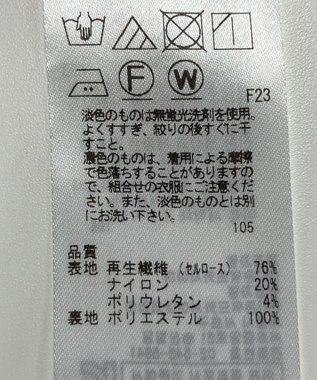 F W F23
淡色のものは無蛍光洗剤を使用。
よくすすぎ、絞りの後すぐに干
すこと。
濃色のものは、着用による摩擦
で色落ちすることがありますの
で、組合せの衣服にご注意くだ
さい。また、淡色のものとは別
にお洗い下さい。
105
品質
表地 再生繊維(セルロース) 76%
ナイロン 20%
ポリウレタン 4%
裏地 ポリエステル 100%